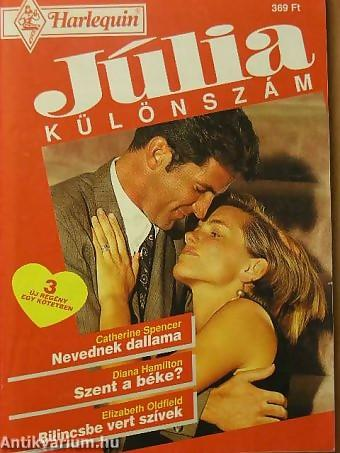 Harlequin®
369 Ft
Júlia
KÜLÖNSZÁM
3
ÚJ REGÉNY
EGY KÖTETBEN
Catherine Spencer
Nevednek dallama
Diana Hamilton
Szent a béke?
Elizabeth Oldfield
Bilincsbe vert szívek
Antikvárium.hu